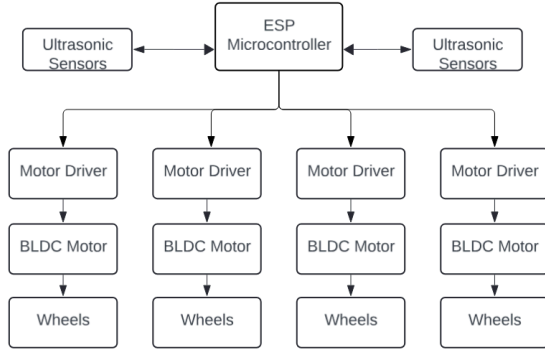 ESP
Microcontroller
Ultrasonic
Sensors
Ultrasonic
Sensors
Motor Driver
Motor Driver
Motor Driver
Motor Driver
BLDC Motor
BLDC Motor
BLDC Motor
BLDC Motor
Wheels
Wheels
Wheels
Wheels